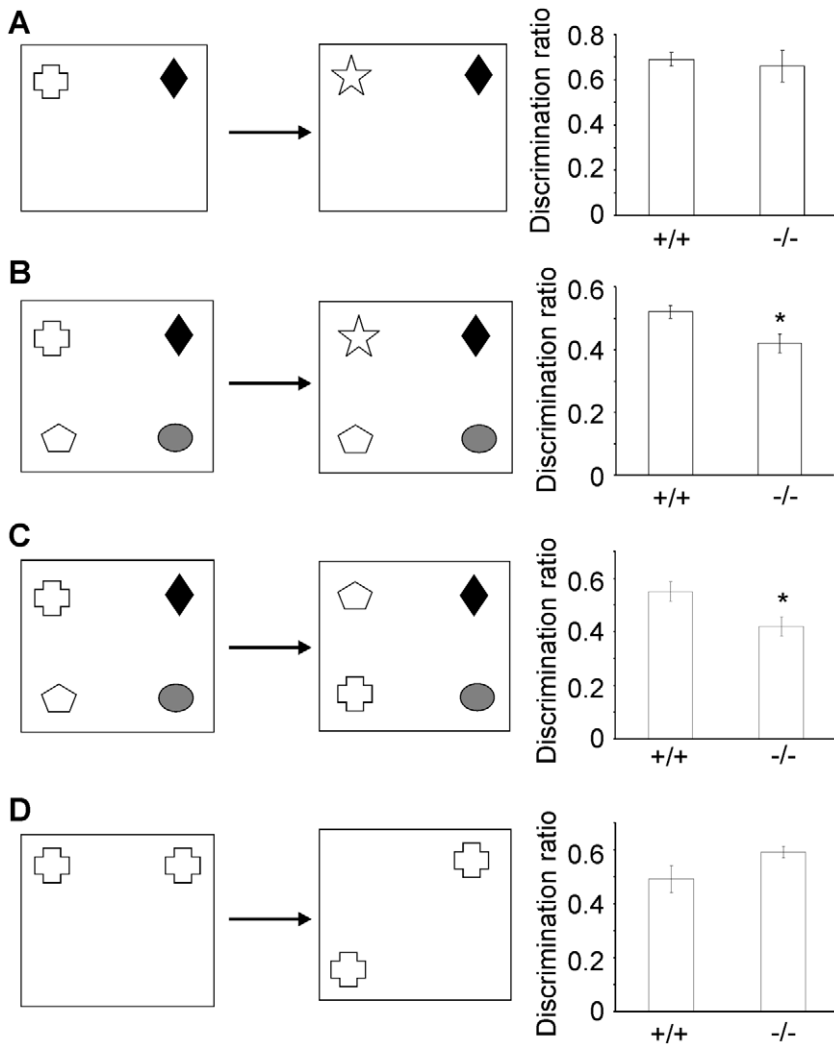 A
Discrimination ratio
0.8
0.6
0.4
0.2
0
+/+ -/-
B
Discrimination ratio
0.6
0.4
0.2
0
*
+/+ -/-
C
Discrimination ratio
0.6
0.4
0.2
0
*
+/+ -/-
D
Discrimination ratio
0.6
0.4
0.2
0
+/+ -/-